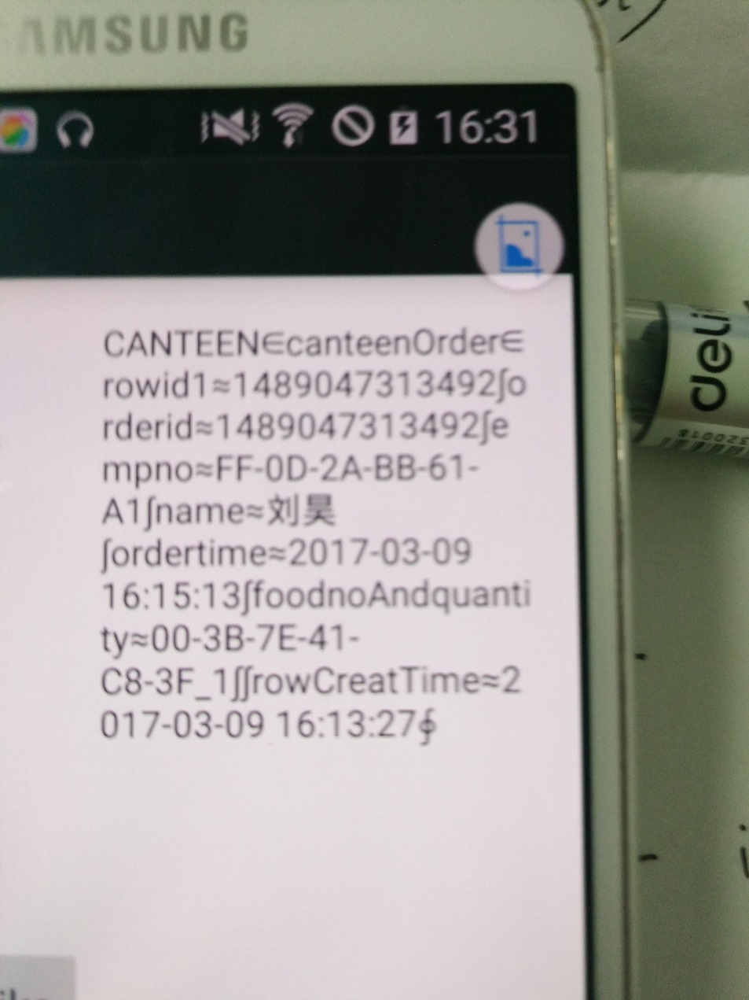 SAMSUNG
16:31
CANTEEN∈canteenOrder∈
rowid1≈1489047313492∫o
rderid≈1489047313492∫e
mpno≈FF-0D-2A-BB-61-
A1∫name≈刘昊
∫ordertime≈2017-03-09
16:15:13∫foodnoAndquanti
ty≈00-3B-7E-41-
C8-3F_1∫∫rowCreatTime≈2
017-03-09 16:13:27∮
deli